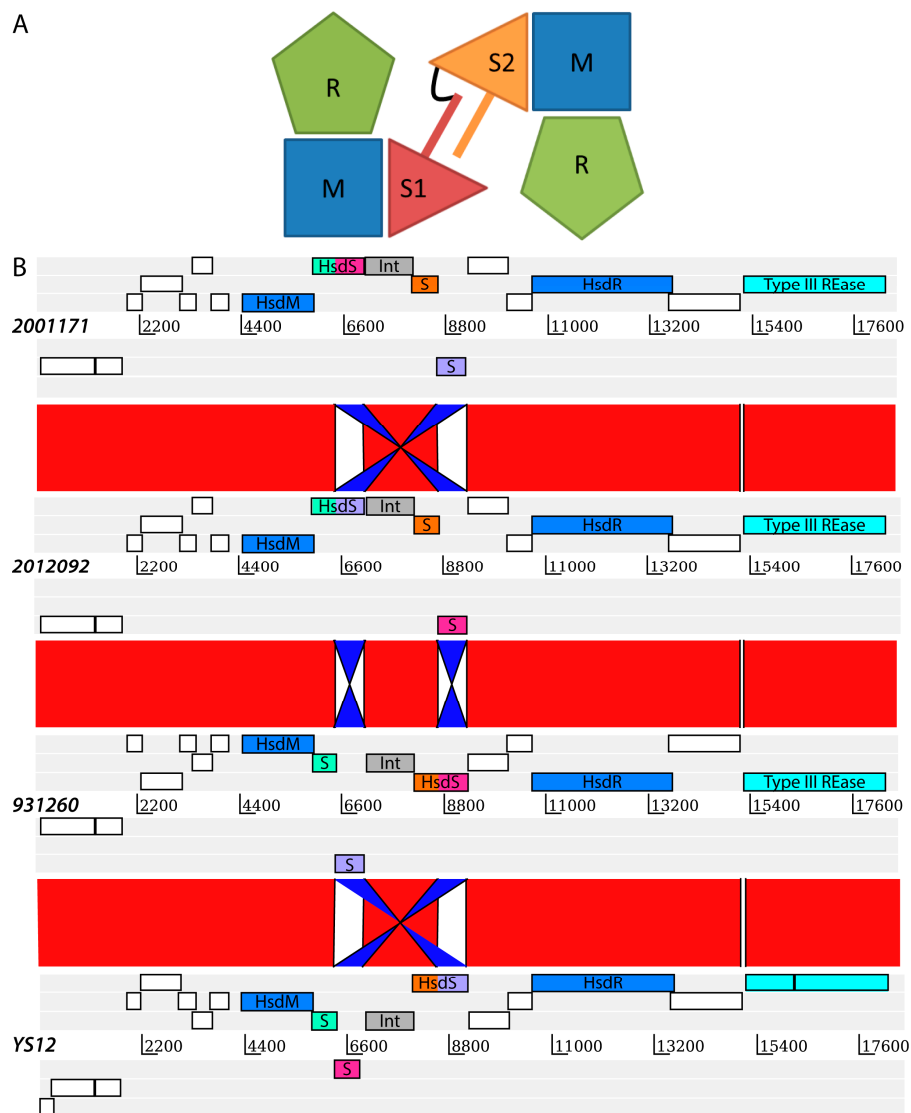 A
R
S2 M
M S1
R
B
HsdS Int
S HsdR Type III REase
HsdM
2001171 2200 4400 6600 8800 11000 13200 15400 17600
S
HsdS Int
S HsdR Type III REase
HsdM
2012092 2200 4400 6600 8800 11000 13200 15400 17600
S
HsdM
S Int
HsdS HsdR Type III REase
931260 2200 4400 6600 8800 11000 13200 15400 17600
S
HsdS HsdR
HsdM
S Int
YS12 2200 4400 6600 8800 11000 13200 15400 17600
S